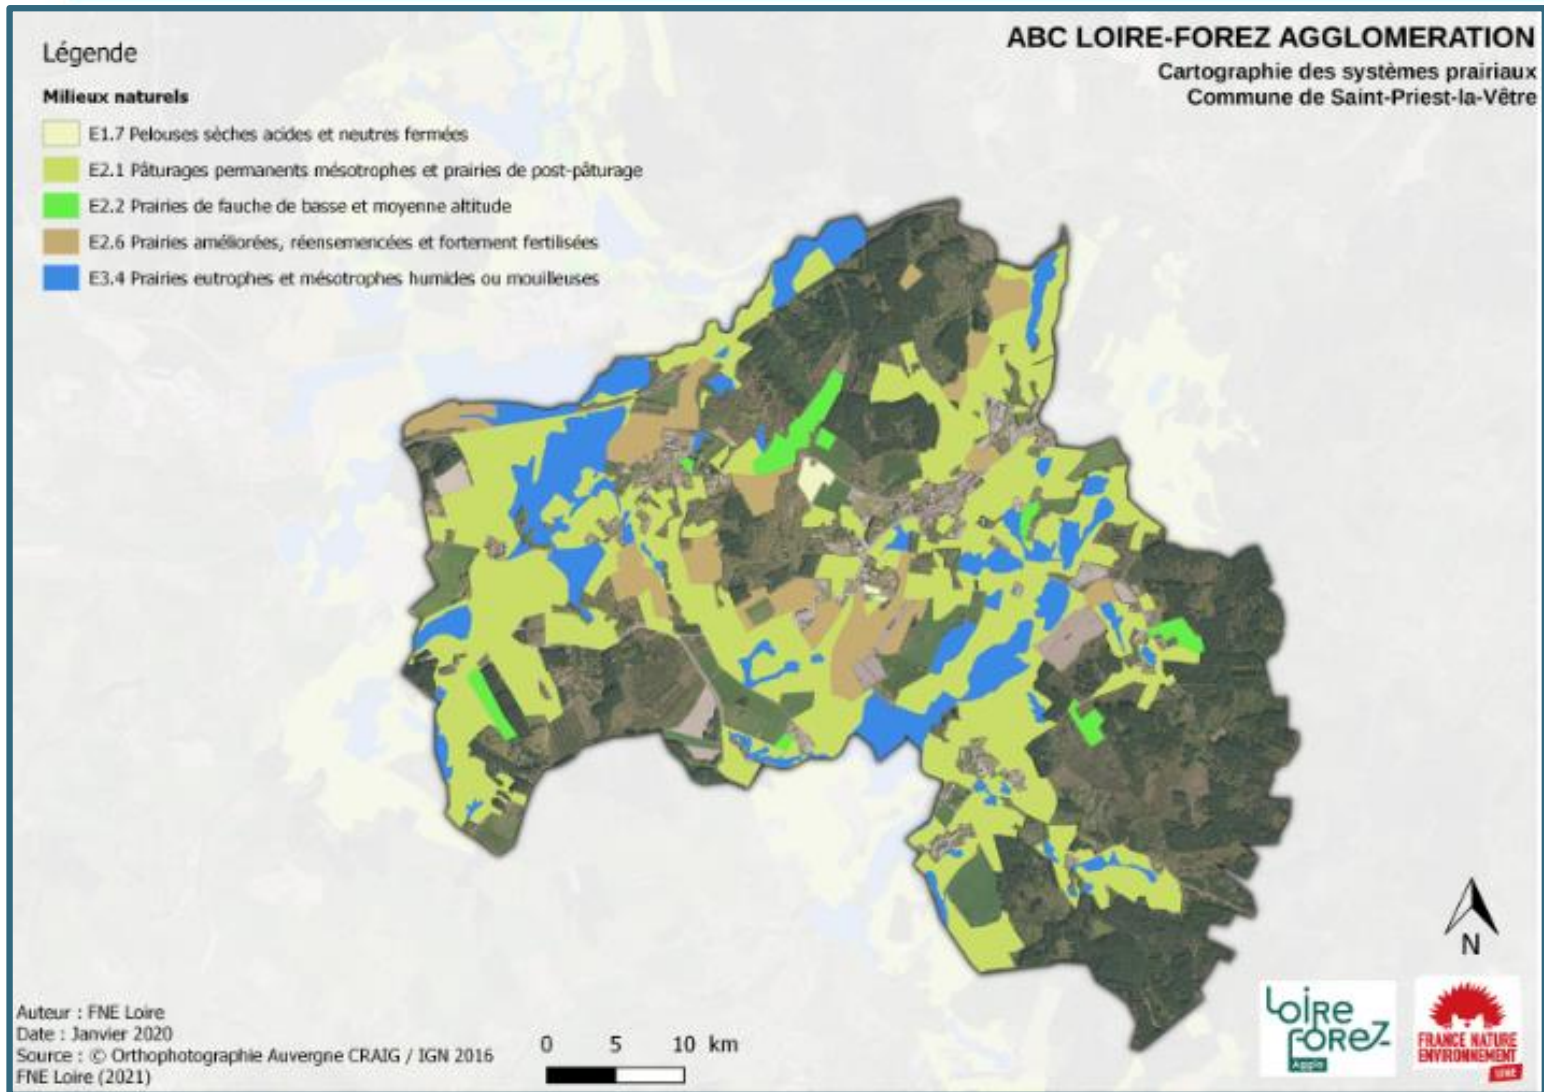 ABC LOIRE-FOREZ AGGLOMERATION
Cartographie des systèmes prairiaux
Commune de Saint-Priest-la-Vêtre
Légende
Milieux naturels
E1.7 Pelouses sèches acides et neutres fermées
E2.1 Pâturages permanents mésotrophes et prairies de post-pâturage
E2.2 Prairies de fauche de basse et moyenne altitude
E2.6 Prairies améliorées, réensemencées et fortement fertilisées
E3.4 Prairies eutrophes et mésotrophes humides ou mouilleuses
Auteur : FNE Loire
Date : Janvier 2020
Source : © Orthophotographie Auvergne CRAIG / IGN 2016
FNE Loire (2021)
0 5 10 km
N
Loire
forez
Agglo
FRANCE NATURE
ENVIRONNEMENT
LOIRE